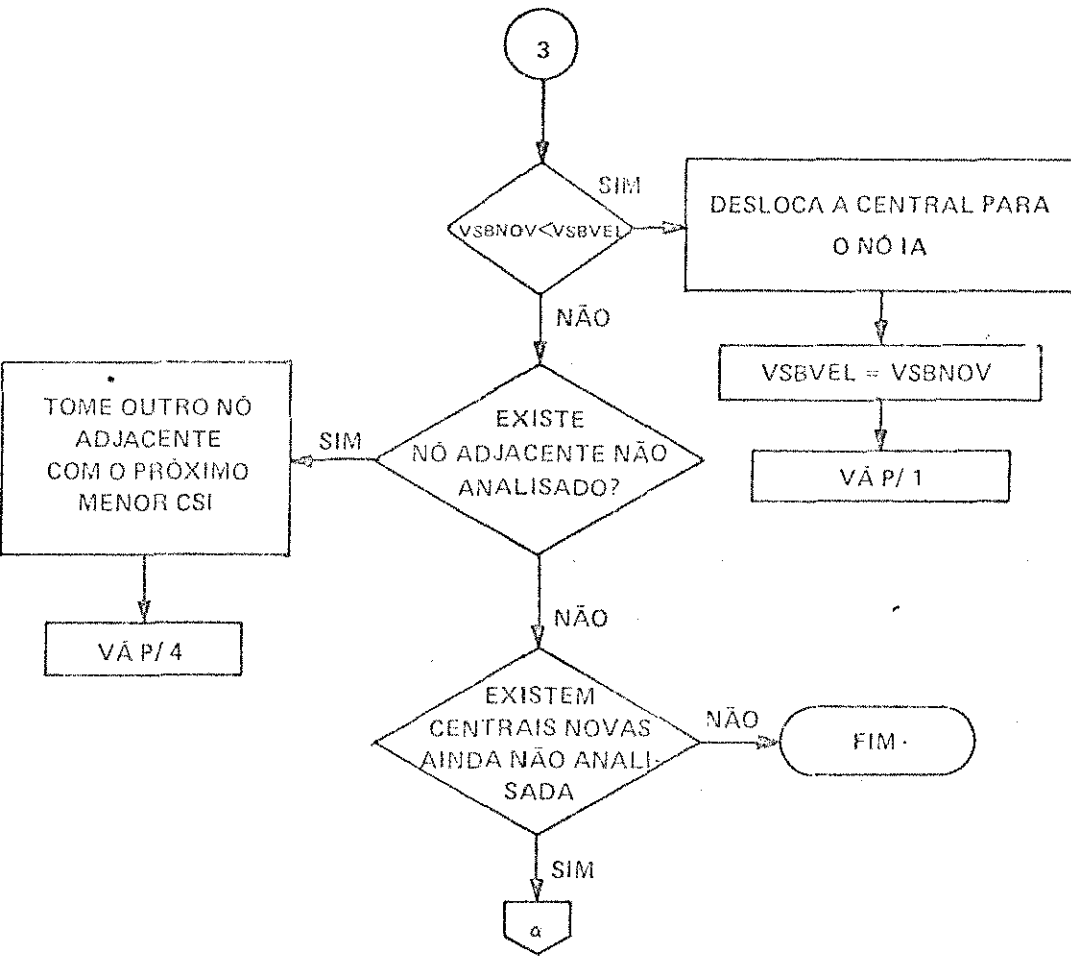 3
VSBNOV<VSBVEL
SIM
DESLOCA A CENTRAL PARA
O NÓ IA
NÃO
VSBVEL = VSBNOV
VÁ P/ 1
EXISTE
NÓ ADJACENTE NÃO
ANALISADO?
SIM
TOME OUTRO NÓ
ADJACENTE
COM O PRÓXIMO
MENOR CSI
VÁ P/ 4
NÃO
EXISTEM
CENTRAIS NOVAS
AINDA NÃO ANALI-
SADA
NÃO
FIM
SIM
a